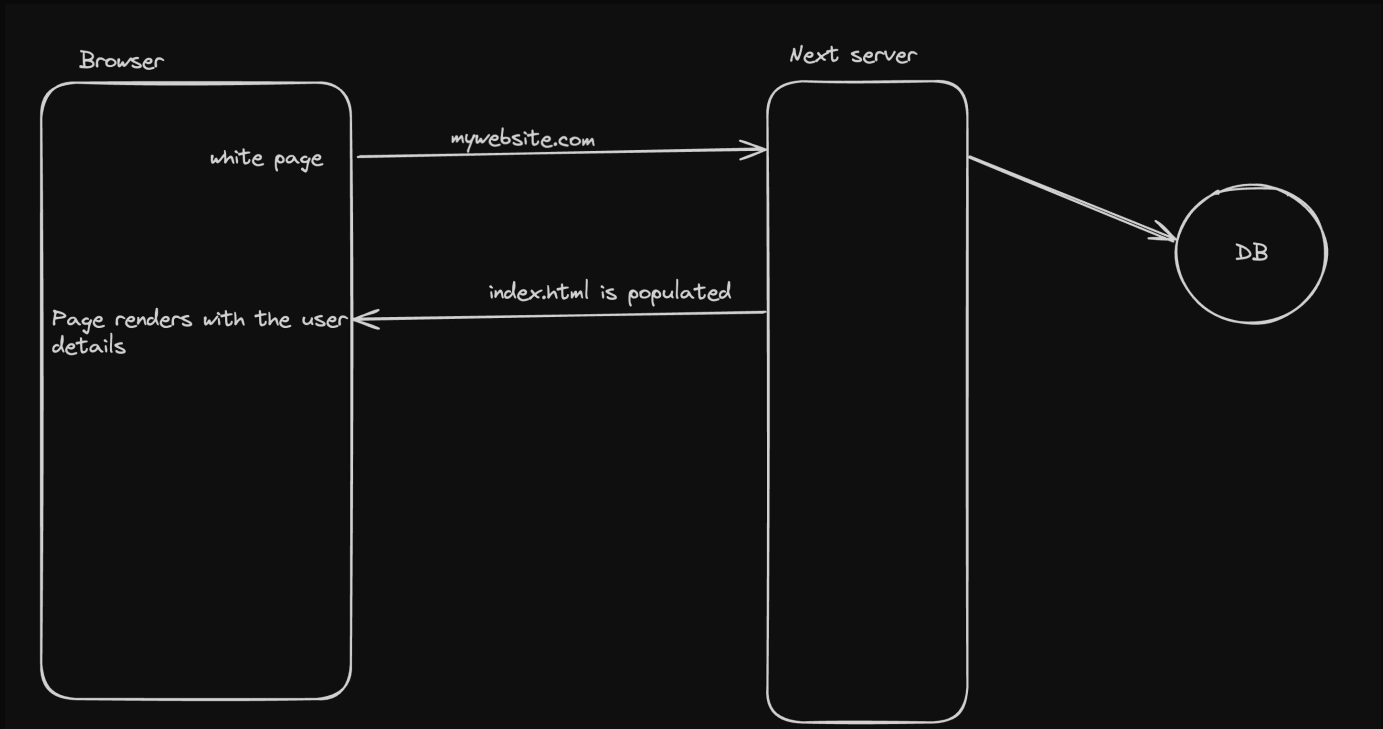 Browser
Next server
mywebsite.com
white page
DB
index.html is populated
Page renders with the user
details